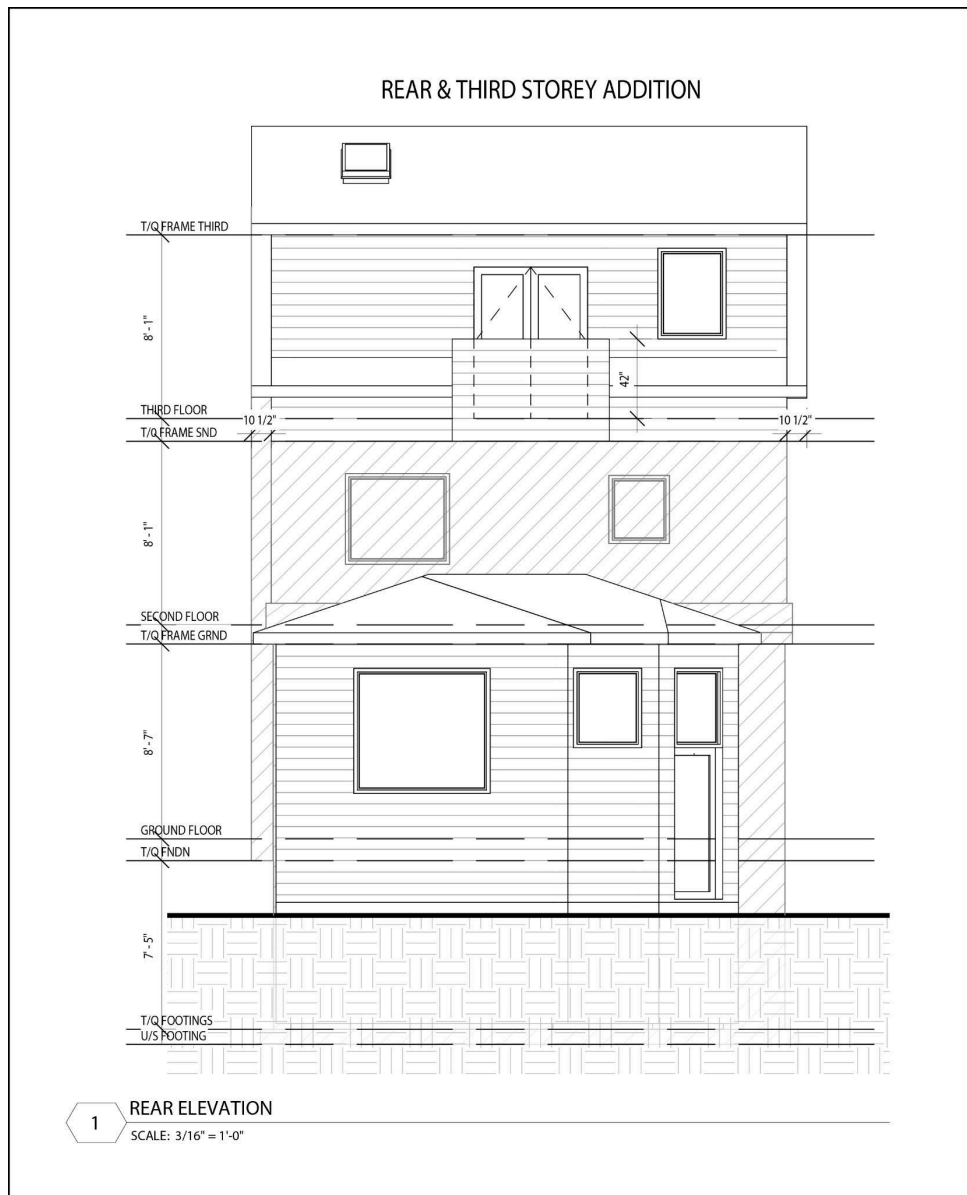 REAR & THIRD STOREY ADDITION
T/O FRAME THIRD
8' - 1"
42"
THIRD FLOOR
10 1/2"
10 1/2"
T/O FRAME SND
8' - 1"
SECOND FLOOR
T/O FRAME GRND
8' - 7"
GROUND FLOOR
T/O FNDN
7' - 5"
T/O FOOTINGS
U/S FOOTING
1
REAR ELEVATION
SCALE: 3/16" = 1'-0"